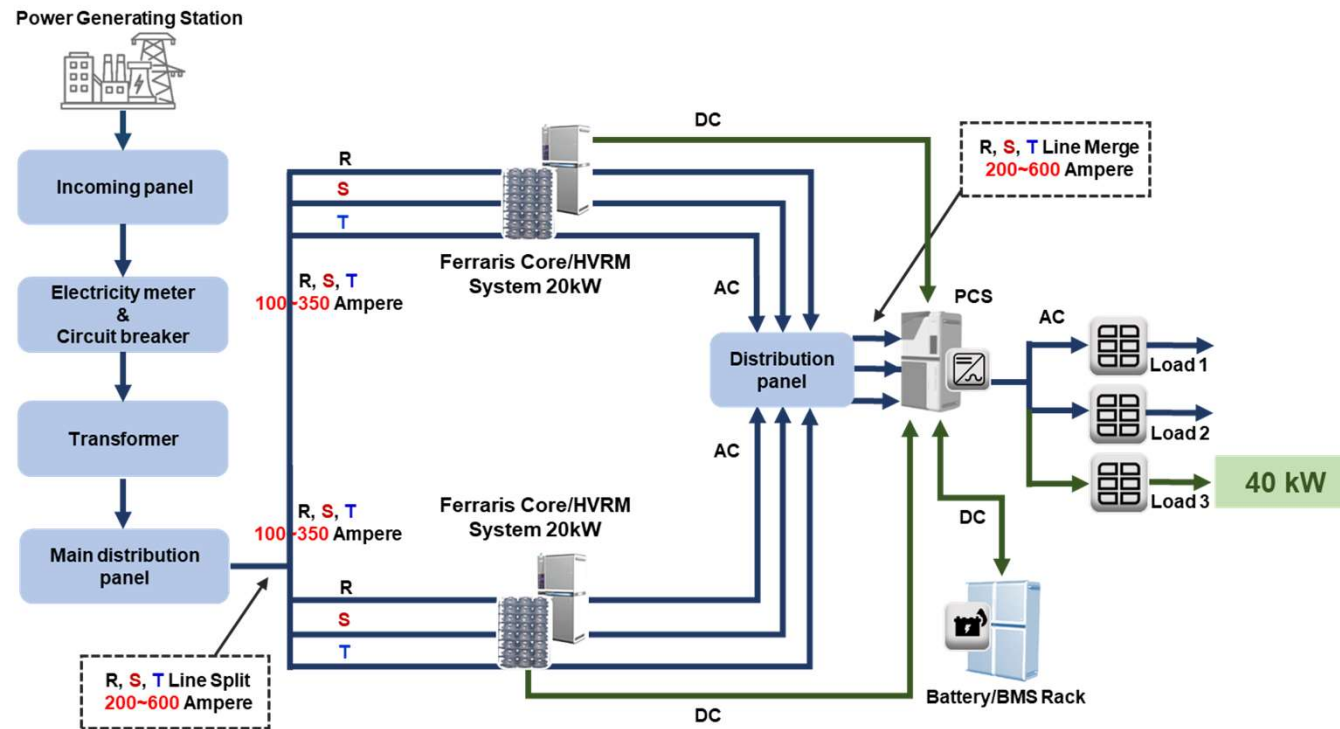 Power Generating Station
Incoming panel
Electricity meter
&
Circuit breaker
Transformer
Main distribution
panel
R, S, T Line Split
200~600 Ampere
R
S
T
R, S, T
100~350 Ampere
Ferraris Core/HVRM
System 20kW
DC
AC
R, S, T
100~350 Ampere
Ferraris Core/HVRM
System 20kW
R
S
T
DC
AC
Distribution
panel
R, S, T Line Merge
200~600 Ampere
PCS
AC
Load 1
Load 2
Load 3
40 kW
DC
Battery/BMS Rack